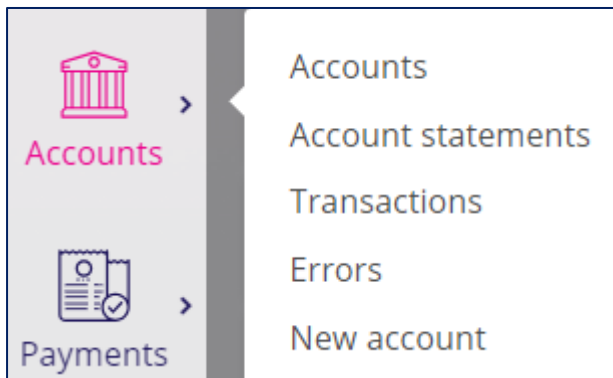 Accounts
Payments
Accounts
Account statements
Transactions
Errors
New account